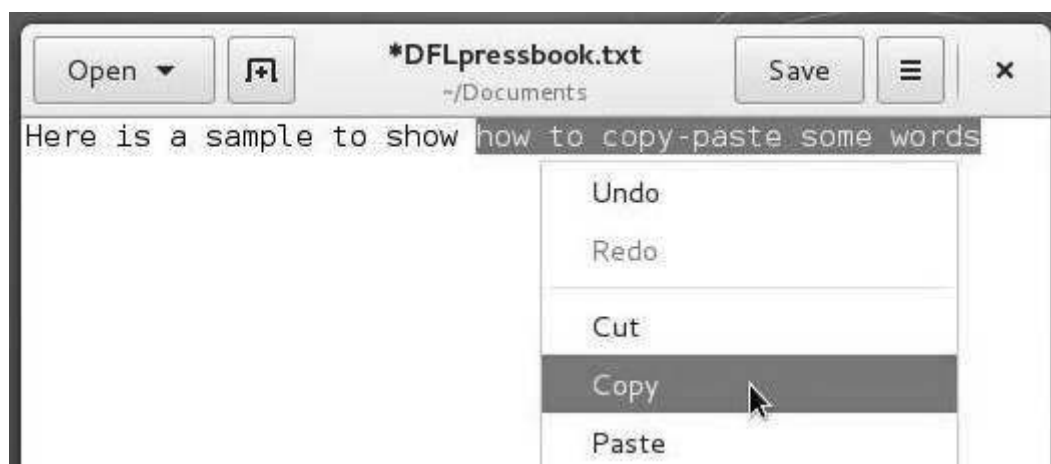 Open
*DFLpressbook.txt
~/Documents
Save
Here is a sample to show how to copy-paste some words
Undo
Redo
Cut
Copy
Paste